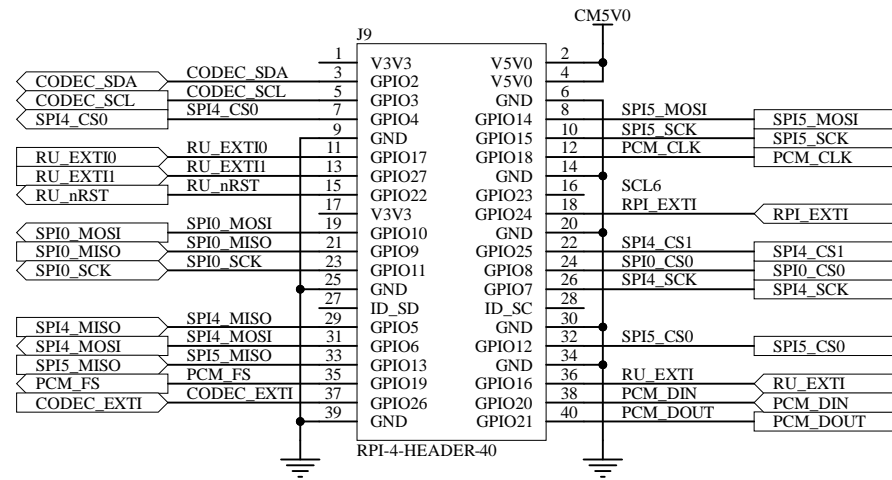 CM5V0
J9
1 V3V3 V5V0 2
CODEC_SDA CODEC_SDA 3 GPIO2 V5V0 4
CODEC_SCL CODEC_SCL 5 GPIO3 GND 6
SPI4_CS0 SPI4_CS0 7 GPIO4 GPIO14 8 SPI5_MOSI SPI5_MOSI
9 GND GPIO15 10 SPI5_SCK SPI5_SCK
RU_EXTI0 RU_EXTI0 11 GPIO17 GPIO18 12 PCM_CLK PCM_CLK
RU_EXTI1 RU_EXTI1 13 GPIO27 GND 14
RU_nRST RU_nRST 15 GPIO22 GPIO23 16 SCL6
17 V3V3 GPIO24 18 RPI_EXTI RPI_EXTI
SPI0_MOSI SPI0_MOSI 19 GPIO10 GND 20
SPI0_MISO SPI0_MISO 21 GPIO9 GPIO25 22 SPI4_CS1 SPI4_CS1
SPI0_SCK SPI0_SCK 23 GPIO11 GPIO8 24 SPI0_CS0 SPI0_CS0
25 GND GPIO7 26 SPI4_SCK SPI4_SCK
27 ID_SD ID_SC 28
SPI4_MISO SPI4_MISO 29 GPIO5 GND 30
SPI4_MOSI SPI4_MOSI 31 GPIO6 GPIO12 32 SPI5_CS0 SPI5_CS0
SPI5_MISO SPI5_MISO 33 GPIO13 GND 34
PCM_FS PCM_FS 35 GPIO19 GPIO16 36 RU_EXTI RU_EXTI
CODEC_EXTI CODEC_EXTI 37 GPIO26 GPIO20 38 PCM_DIN PCM_DIN
39 GND GPIO21 40 PCM_DOUT PCM_DOUT
RPI-4-HEADER-40